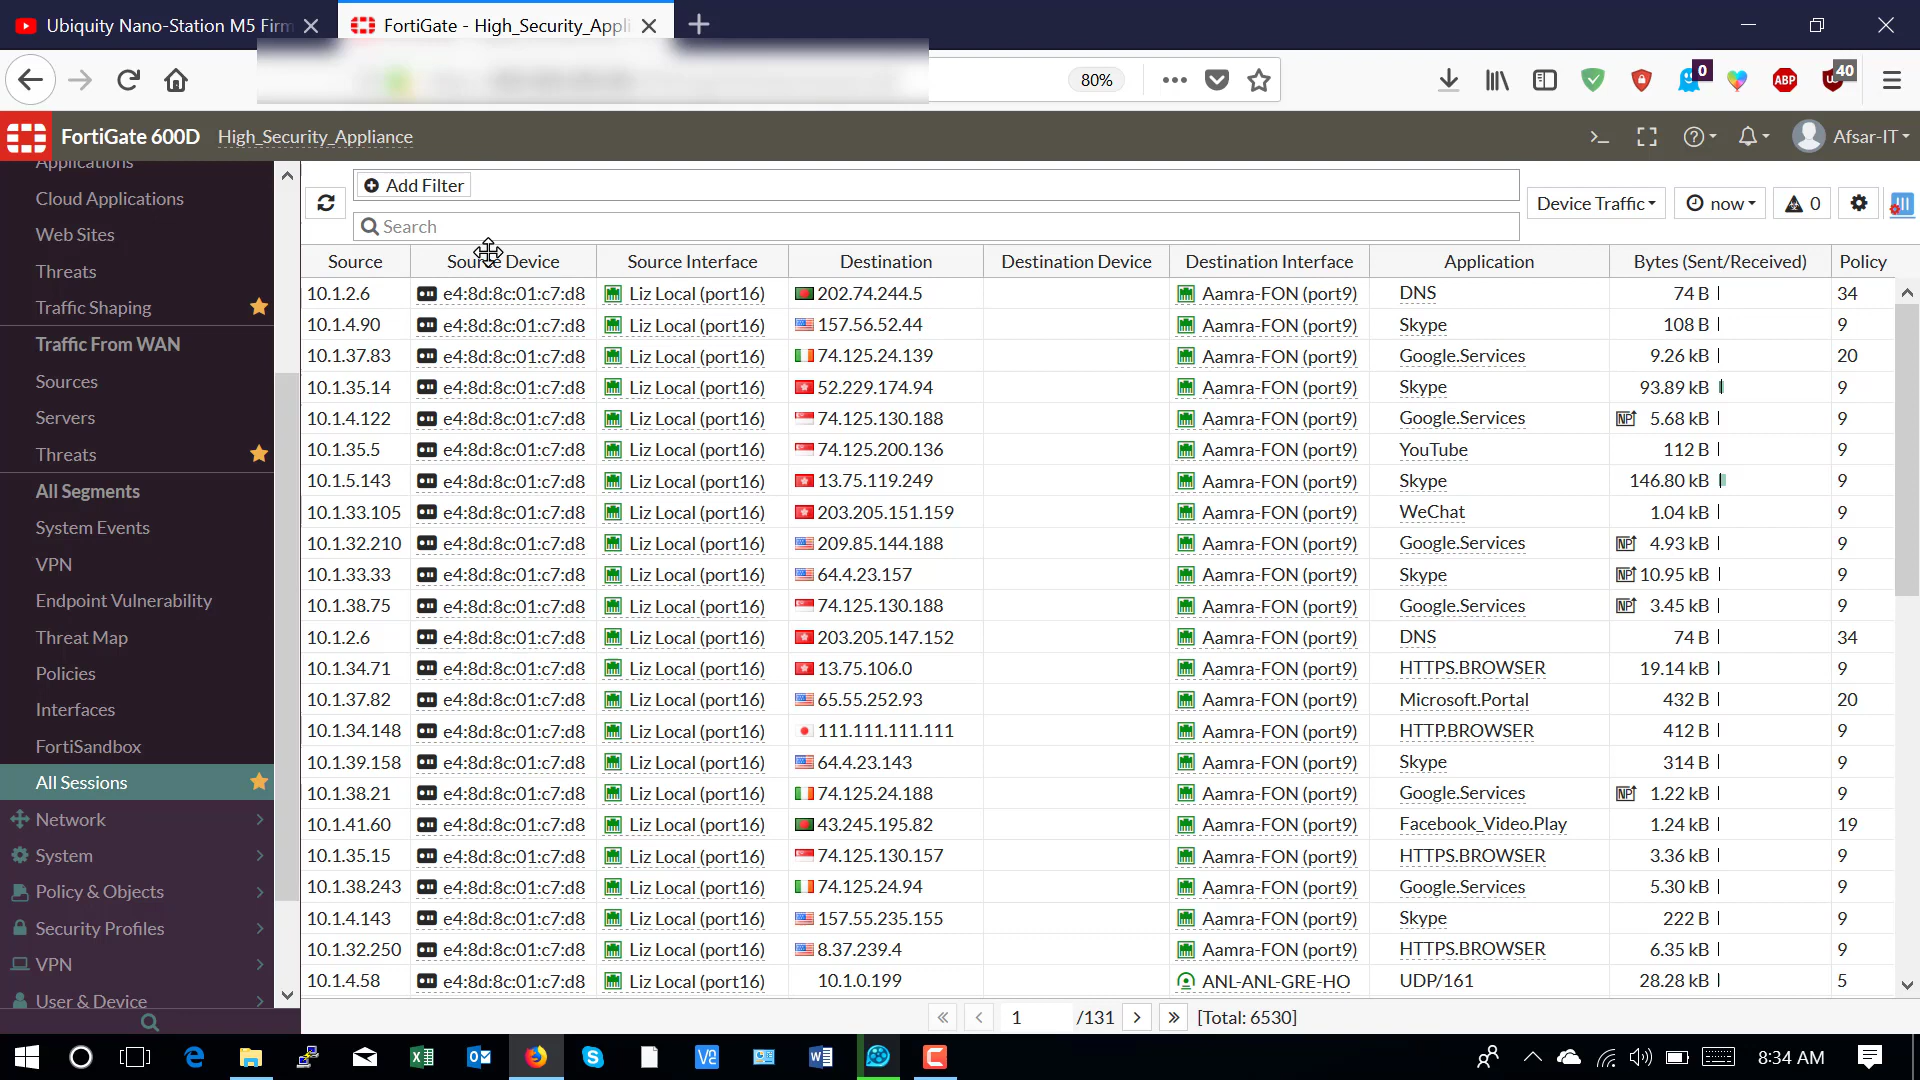 Ubiquity Nano-Station M5 Firm
FortiGate - High_Security_Appli
80%
0
ABP
40
FortiGate 600D High_Security_Appliance
Afsar-IT
Applications
Cloud Applications
Web Sites
Threats
Traffic Shaping
Traffic From WAN
Sources
Servers
Threats
All Segments
System Events
VPN
Endpoint Vulnerability
Threat Map
Policies
Interfaces
FortiSandbox
All Sessions
Network
System
Policy & Objects
Security Profiles
VPN
User & Device
Add Filter
Search
Device Traffic now 0
Source Source Device Source Interface Destination Destination Device Destination Interface Application Bytes (Sent/Received) Policy
10.1.2.6 e4:8d:8c:01:c7:d8 Liz Local (port16) 202.74.244.5 Aamra-FON (port9) DNS 74 B 34
10.1.4.90 e4:8d:8c:01:c7:d8 Liz Local (port16) 157.56.52.44 Aamra-FON (port9) Skype 108 B 9
10.1.37.83 e4:8d:8c:01:c7:d8 Liz Local (port16) 74.125.24.139 Aamra-FON (port9) Google.Services 9.26 kB 20
10.1.35.14 e4:8d:8c:01:c7:d8 Liz Local (port16) 52.229.174.94 Aamra-FON (port9) Skype 93.89 kB 9
10.1.4.122 e4:8d:8c:01:c7:d8 Liz Local (port16) 74.125.130.188 Aamra-FON (port9) Google.Services NP 5.68 kB 9
10.1.35.5 e4:8d:8c:01:c7:d8 Liz Local (port16) 74.125.200.136 Aamra-FON (port9) YouTube 112 B 9
10.1.5.143 e4:8d:8c:01:c7:d8 Liz Local (port16) 13.75.119.249 Aamra-FON (port9) Skype 146.80 kB 9
10.1.33.105 e4:8d:8c:01:c7:d8 Liz Local (port16) 203.205.151.159 Aamra-FON (port9) WeChat 1.04 kB 9
10.1.32.210 e4:8d:8c:01:c7:d8 Liz Local (port16) 209.85.144.188 Aamra-FON (port9) Google.Services NP 4.93 kB 9
10.1.33.33 e4:8d:8c:01:c7:d8 Liz Local (port16) 64.4.23.157 Aamra-FON (port9) Skype NP 10.95 kB 9
10.1.38.75 e4:8d:8c:01:c7:d8 Liz Local (port16) 74.125.130.188 Aamra-FON (port9) Google.Services NP 3.45 kB 9
10.1.2.6 e4:8d:8c:01:c7:d8 Liz Local (port16) 203.205.147.152 Aamra-FON (port9) DNS 74 B 34
10.1.34.71 e4:8d:8c:01:c7:d8 Liz Local (port16) 13.75.106.0 Aamra-FON (port9) HTTPS.BROWSER 19.14 kB 9
10.1.37.82 e4:8d:8c:01:c7:d8 Liz Local (port16) 65.55.252.93 Aamra-FON (port9) Microsoft.Portal 432 B 20
10.1.34.148 e4:8d:8c:01:c7:d8 Liz Local (port16) 111.111.111.111 Aamra-FON (port9) HTTP.BROWSER 412 B 9
10.1.39.158 e4:8d:8c:01:c7:d8 Liz Local (port16) 64.4.23.143 Aamra-FON (port9) Skype 314 B 9
10.1.38.21 e4:8d:8c:01:c7:d8 Liz Local (port16) 74.125.24.188 Aamra-FON (port9) Google.Services NP 1.22 kB 9
10.1.41.60 e4:8d:8c:01:c7:d8 Liz Local (port16) 43.245.195.82 Aamra-FON (port9) Facebook_Video.Play 1.24 kB 19
10.1.35.15 e4:8d:8c:01:c7:d8 Liz Local (port16) 74.125.130.157 Aamra-FON (port9) HTTPS.BROWSER 3.36 kB 9
10.1.38.243 e4:8d:8c:01:c7:d8 Liz Local (port16) 74.125.24.94 Aamra-FON (port9) Google.Services 5.30 kB 9
10.1.4.143 e4:8d:8c:01:c7:d8 Liz Local (port16) 157.55.235.155 Aamra-FON (port9) Skype 222 B 9
10.1.32.250 e4:8d:8c:01:c7:d8 Liz Local (port16) 8.37.239.4 Aamra-FON (port9) HTTPS.BROWSER 6.35 kB 9
10.1.4.58 e4:8d:8c:01:c7:d8 Liz Local (port16) 10.1.0.199 ANL-ANL-GRE-HO UDP/161 28.28 kB 5
1 /131 [Total: 6530]
8:34 AM